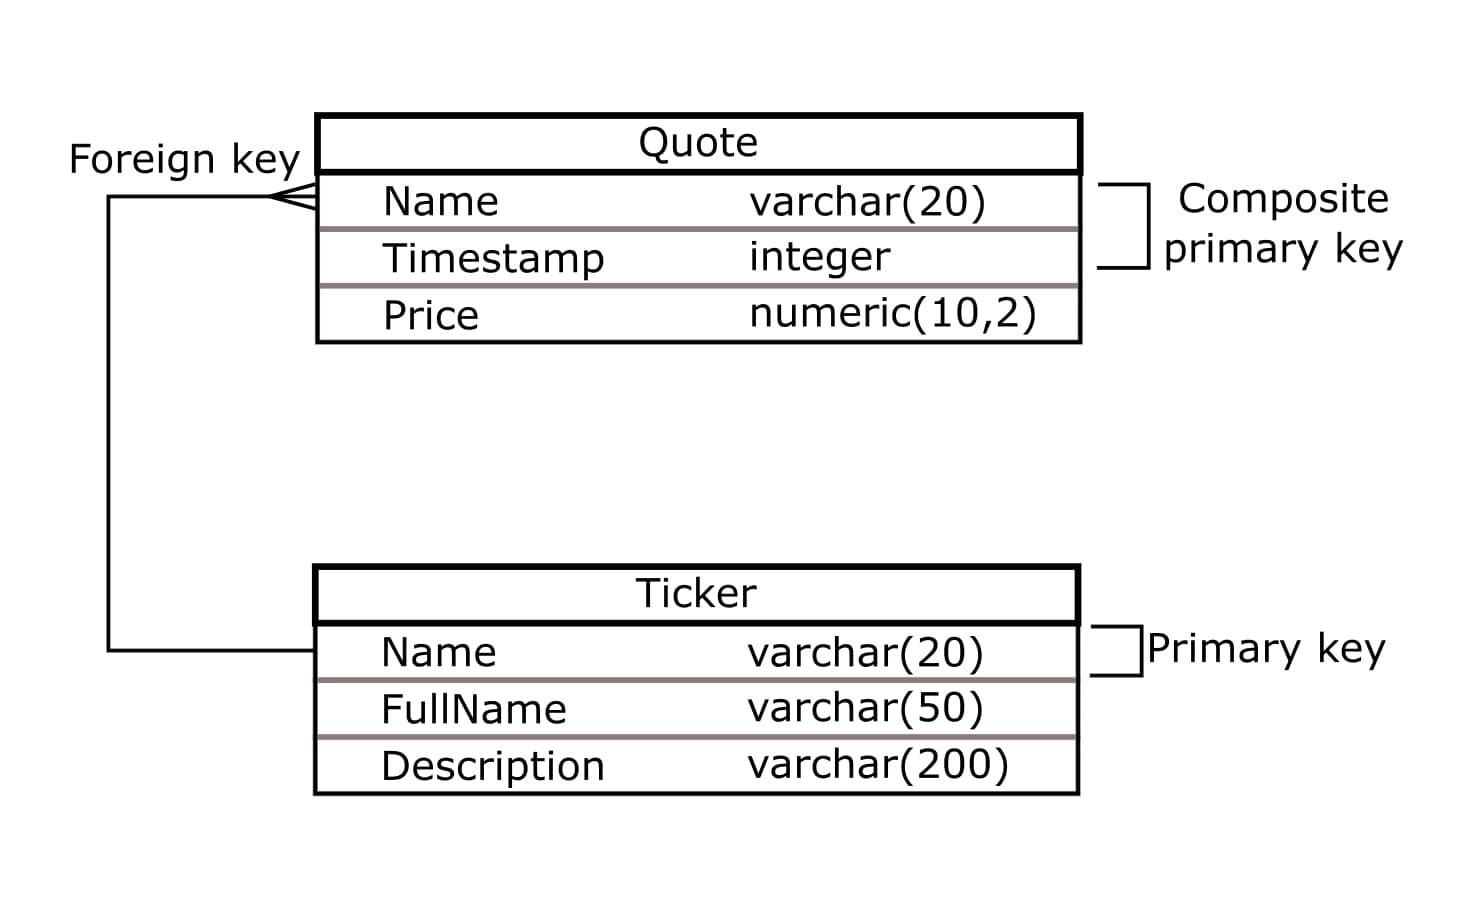 Quote
Foreign key
Name varchar(20)
Timestamp integer
Price numeric(10,2)
Composite
primary key
Ticker
Name varchar(20)
FullName varchar(50)
Description varchar(200)
Primary key